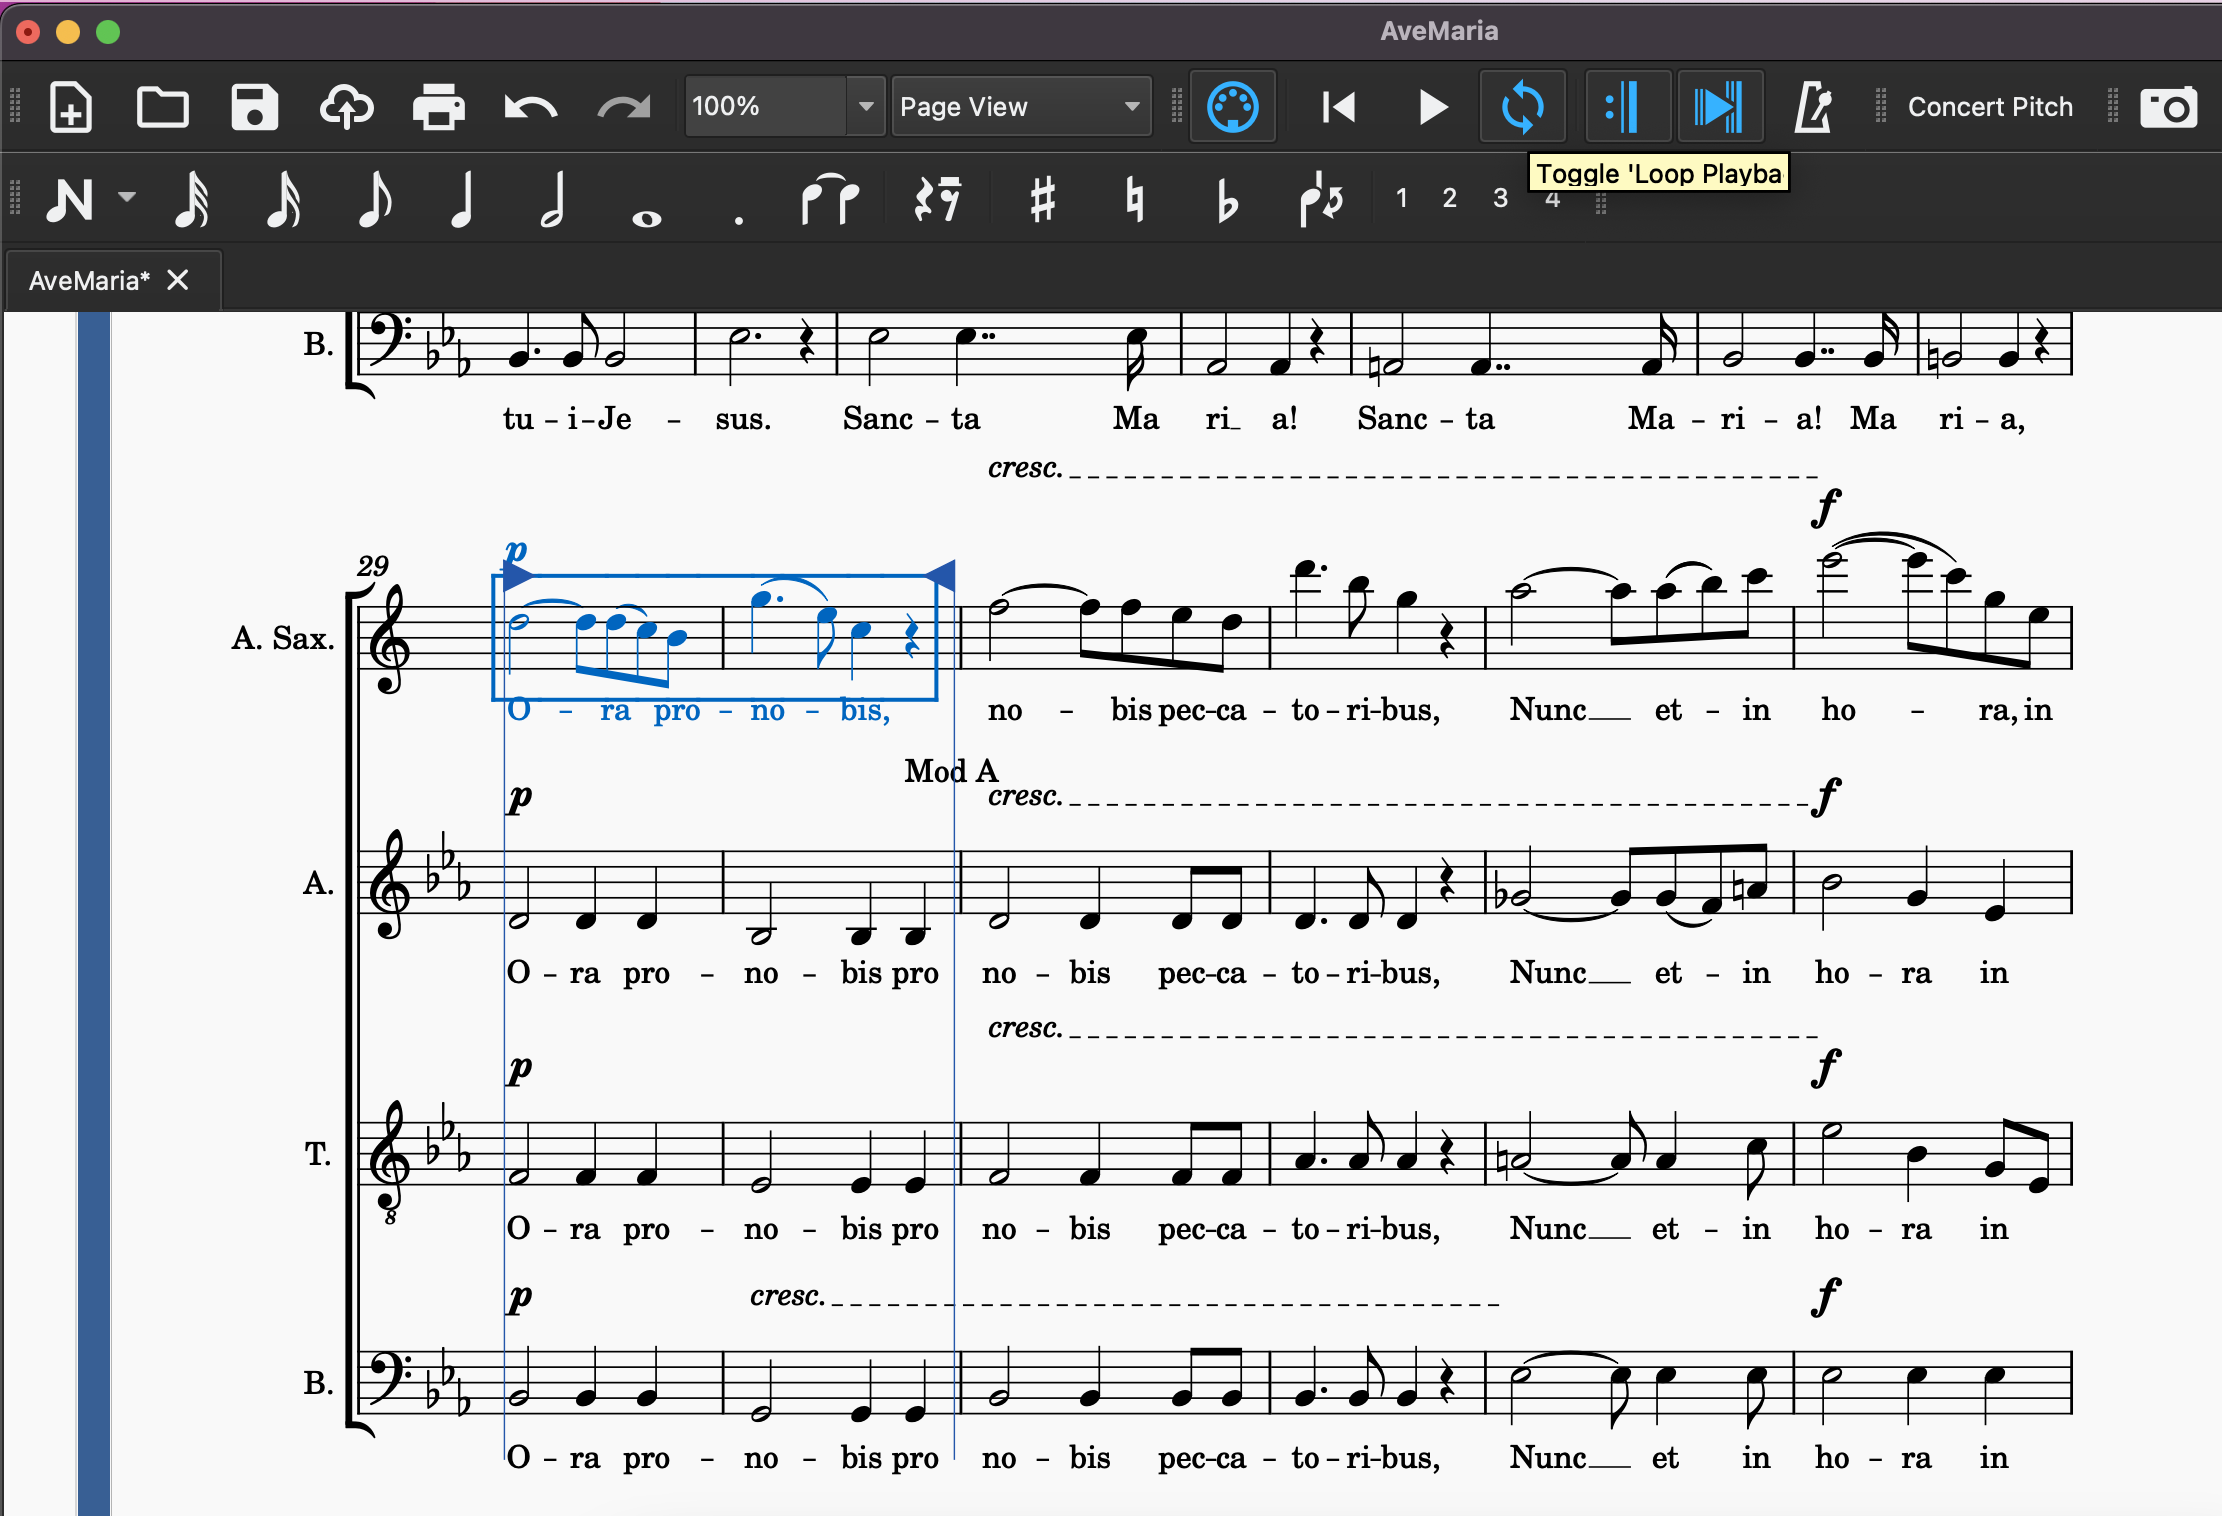 AveMaria
100% Page View Concert Pitch
Toggle 'Loop Playba
1 2 3 4
AveMaria*
B.
tu - i - Je - sus. Sanc - ta Ma ri_ a! Sanc - ta Ma - ri - a! Ma ri - a,
cresc.
f
29
p
A. Sax.
O - ra pro - no - bis, no - bis pec - ca - to - ri - bus, Nunc__ et - in ho - ra, in
Mod A
p cresc. f
A.
O - ra pro - no - bis pro no - bis pec - ca - to - ri - bus, Nunc__ et - in ho - ra in
cresc.
p f
T.
8
O - ra pro - no - bis pro no - bis pec - ca - to - ri - bus, Nunc__ et - in ho - ra in
p cresc. f
B.
O - ra pro - no - bis pro no - bis pec - ca - to - ri - bus, Nunc__ et in ho - ra in